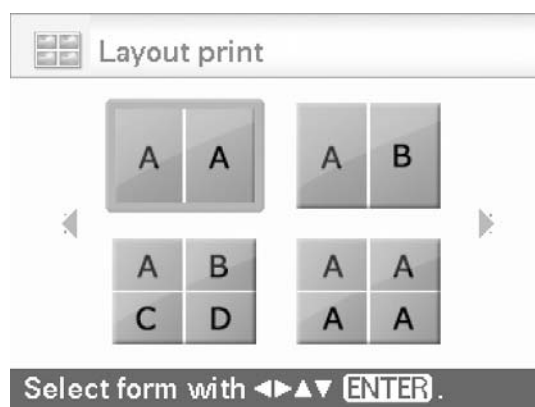 Layout print
A A A B
A B A A
C D A A
Select form with ◀▶▲▼ ENTER.